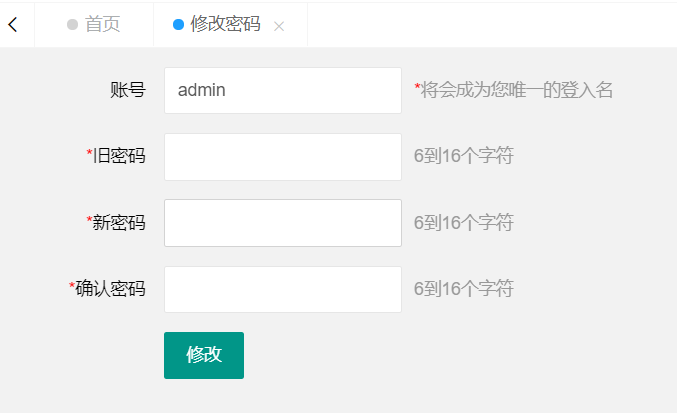 首页 修改密码
账号 admin *将会成为您唯一的登入名
*旧密码 6到16个字符
*新密码 6到16个字符
*确认密码 6到16个字符
修改